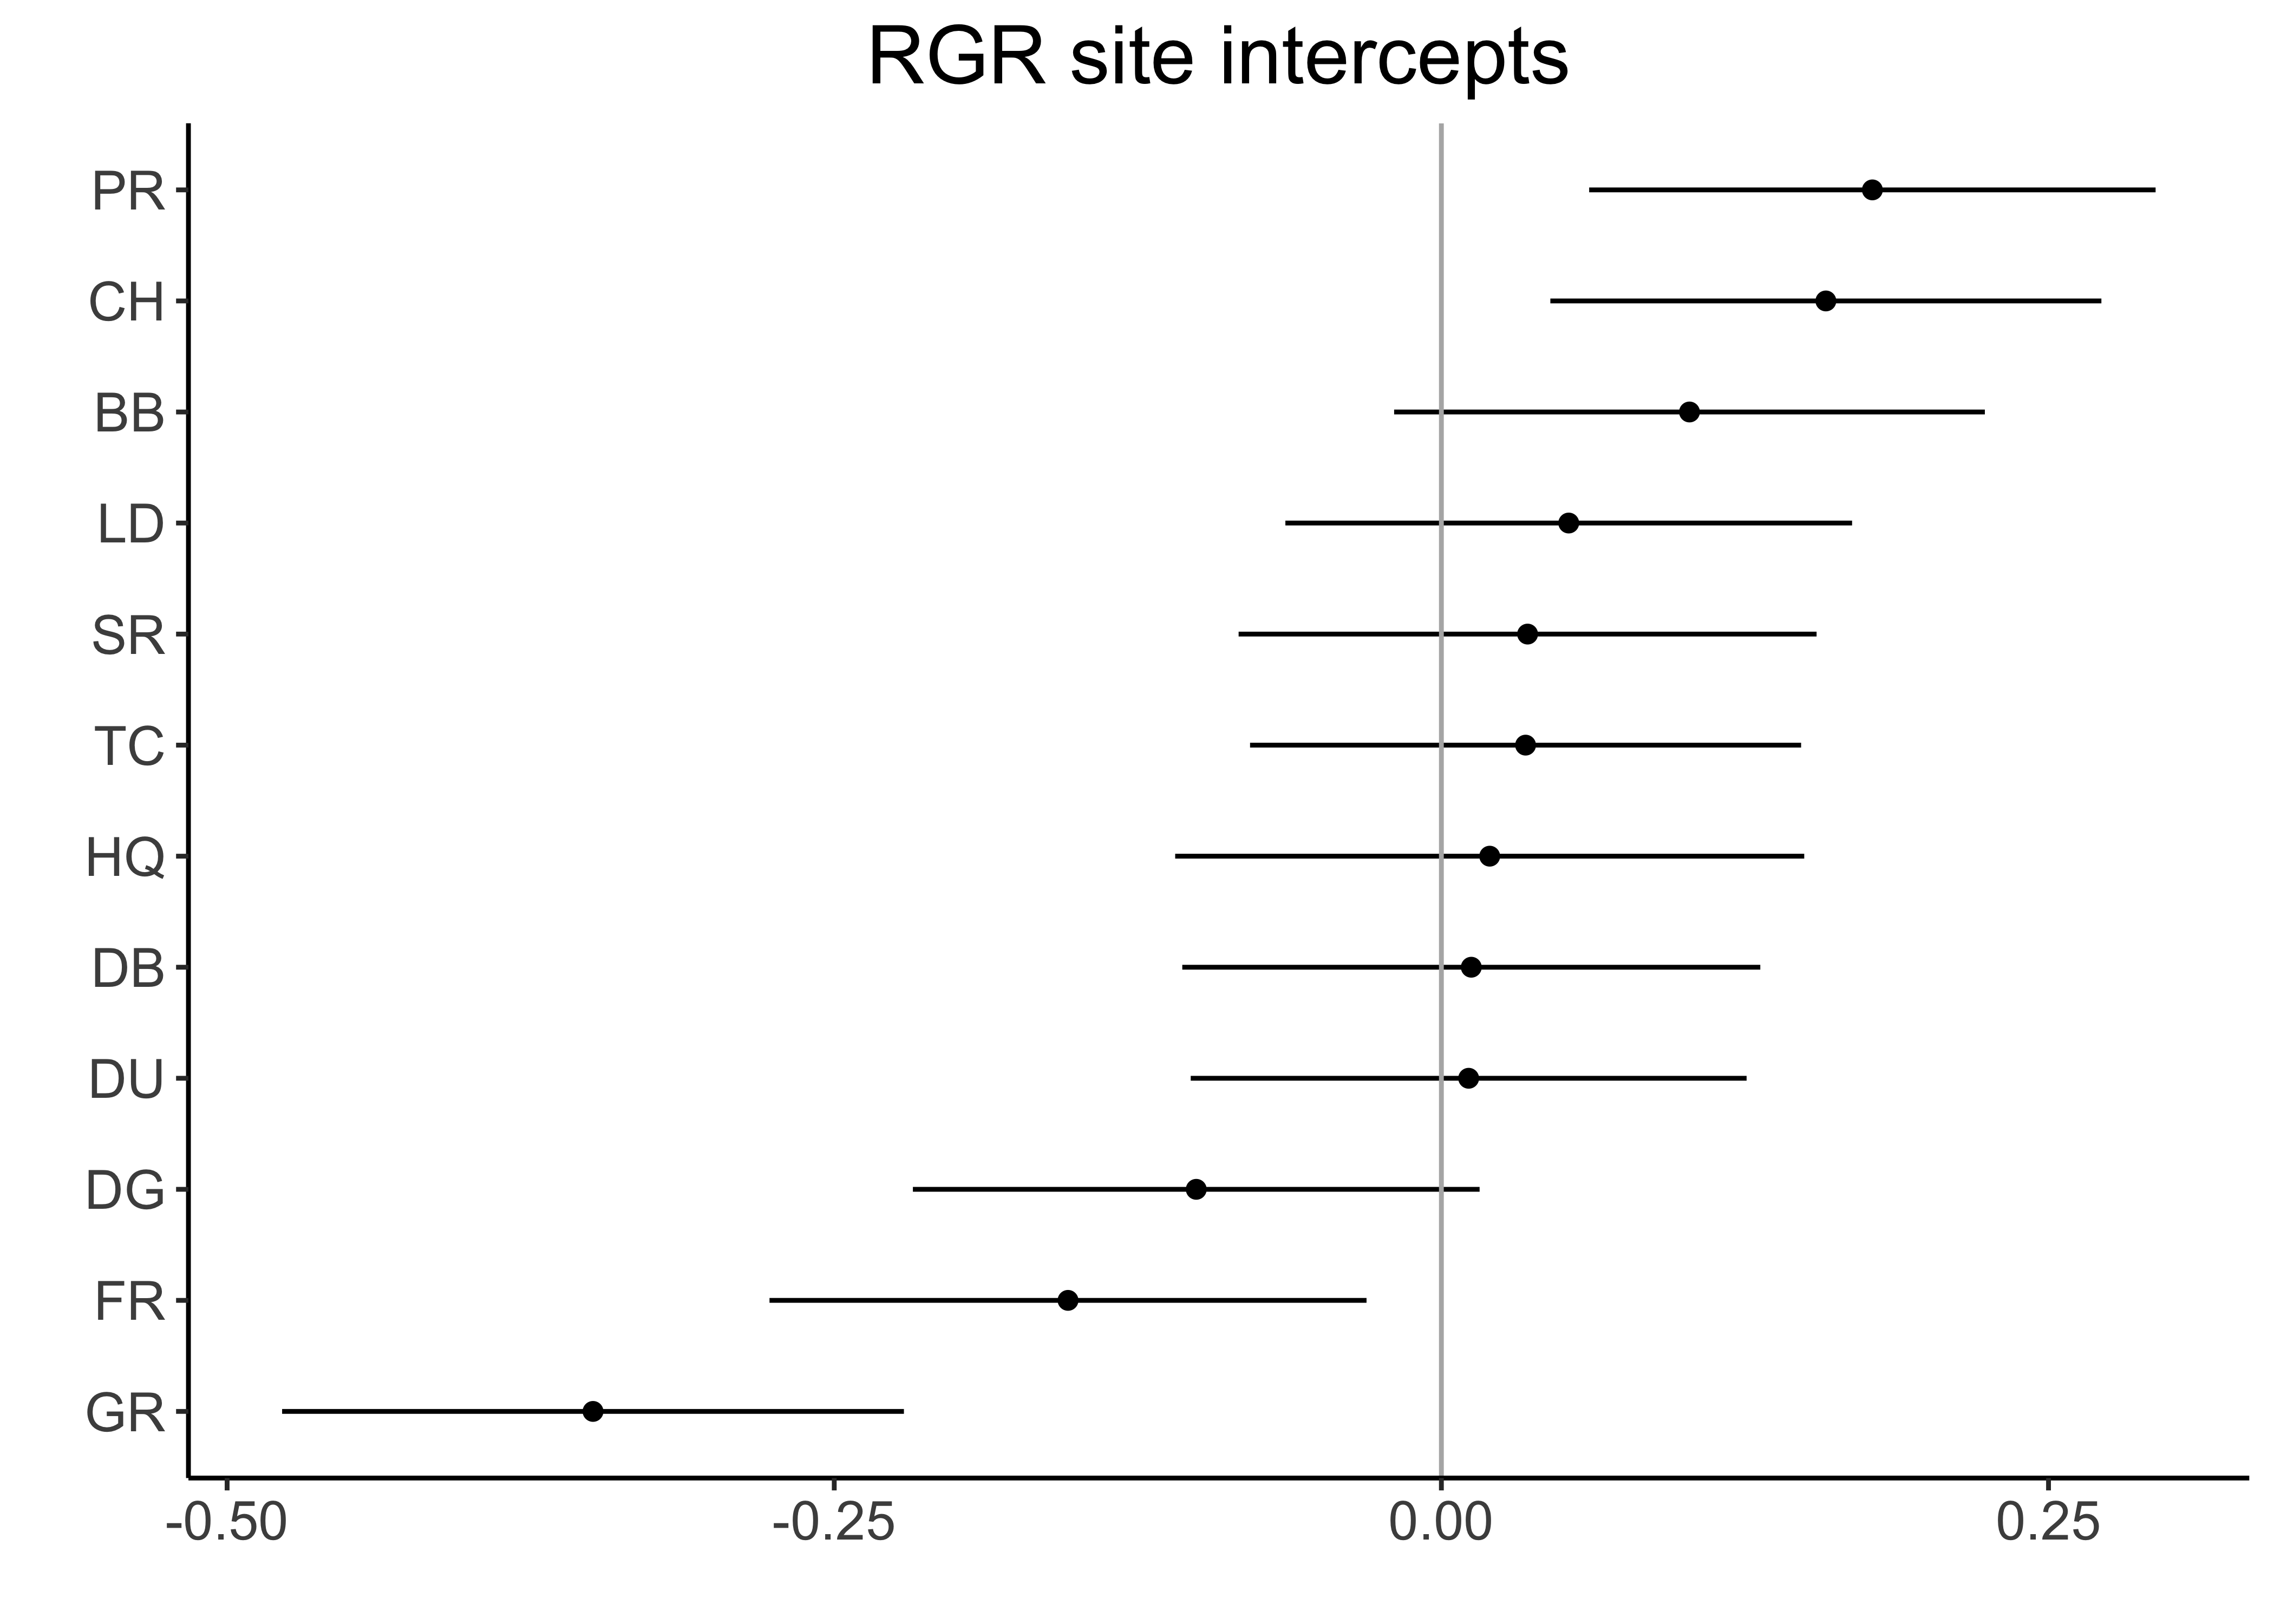 RGR site intercepts
PR
CH
BB
LD
SR
TC
HQ
DB
DU
DG
FR
GR
-0.50 -0.25 0.00 0.25